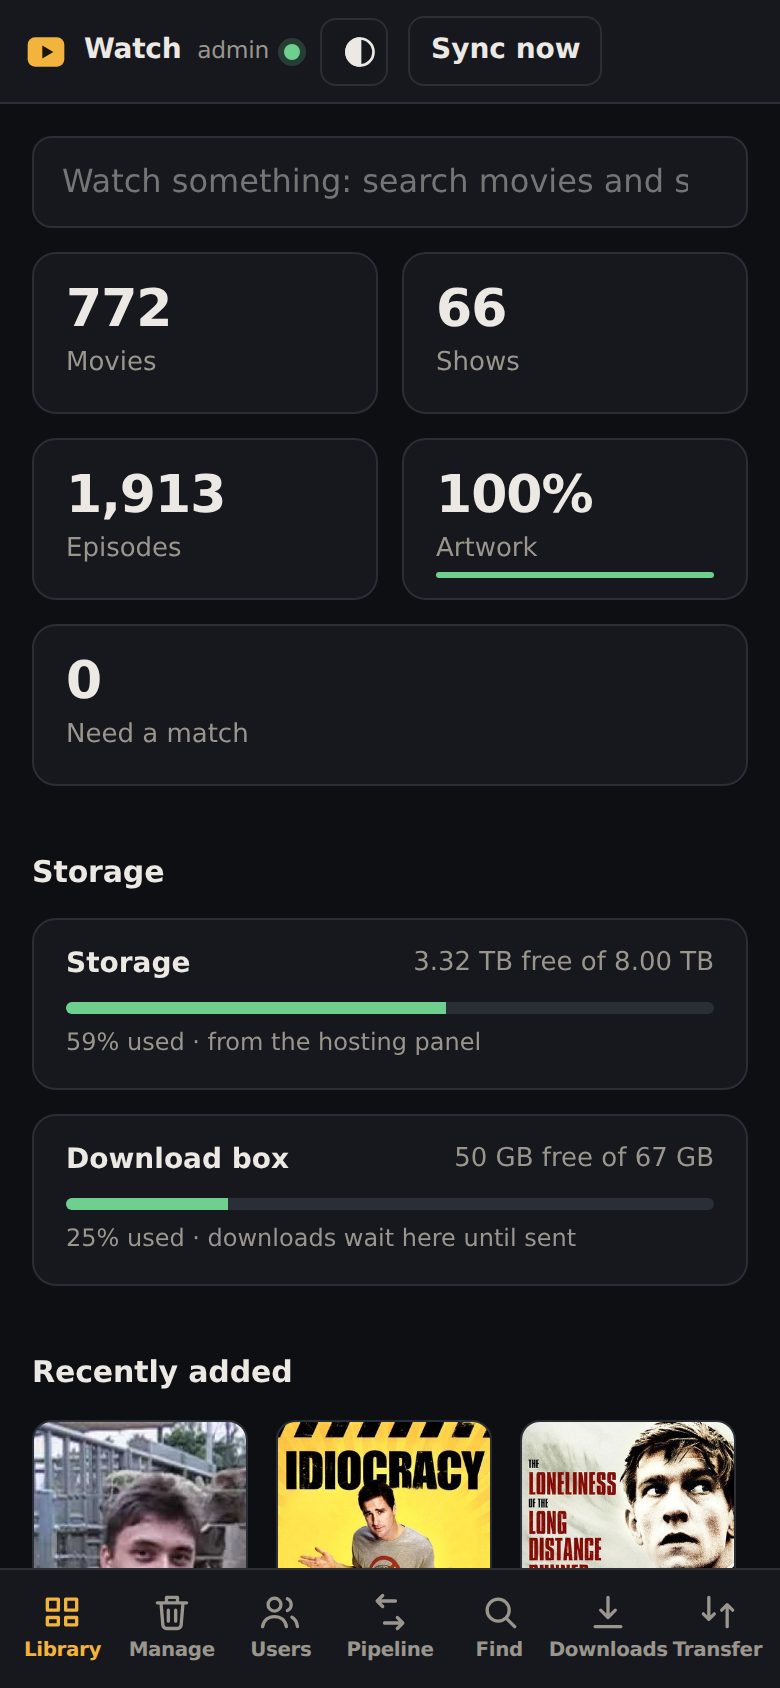 Watch admin Sync now
Watch something: search movies and s
772
Movies
66
Shows
1,913
Episodes
100%
Artwork
0
Need a match
Storage
Storage 3.32 TB free of 8.00 TB
59% used · from the hosting panel
Download box 50 GB free of 67 GB
25% used · downloads wait here until sent
Recently added
IDIOCRACY
THE
LONELINESS
OF THE
LONG
DISTANCE
RUNNER
Library Manage Users Pipeline Find Downloads Transfer